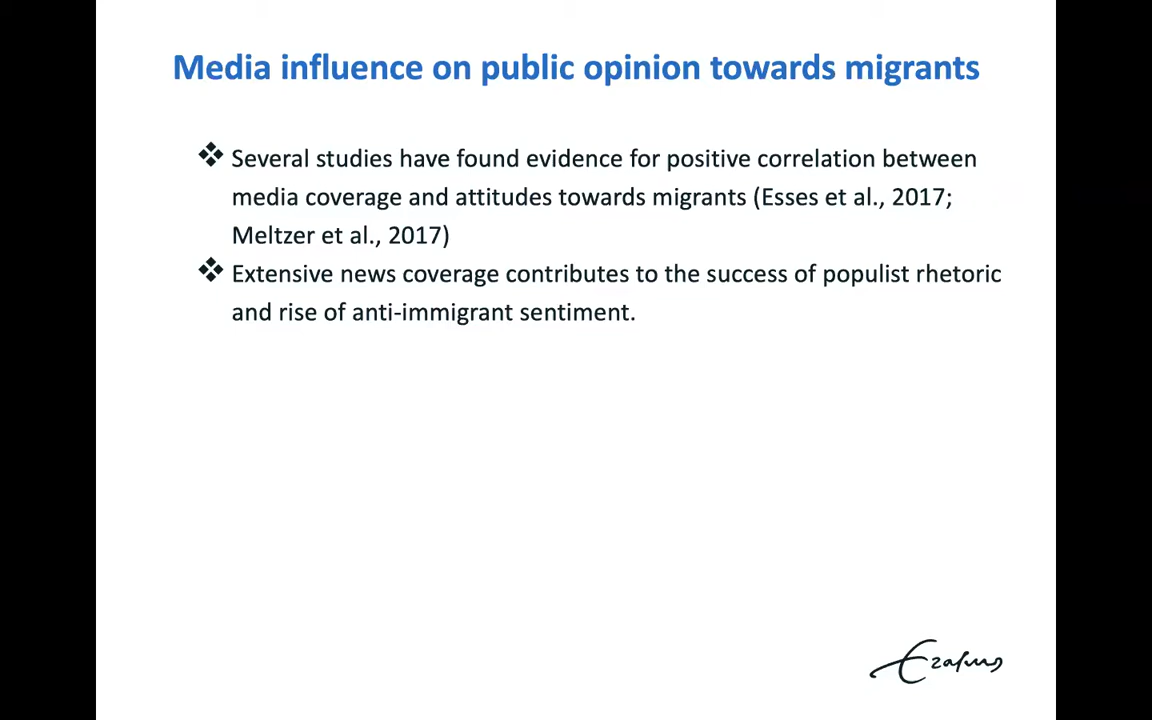 Media influence on public opinion towards migrants
Several studies have found evidence for positive correlation between
media coverage and attitudes towards migrants (Esses et al., 2017;
Meltzer et al., 2017)
Extensive news coverage contributes to the success of populist rhetoric
and rise of anti-immigrant sentiment.
Erasmus